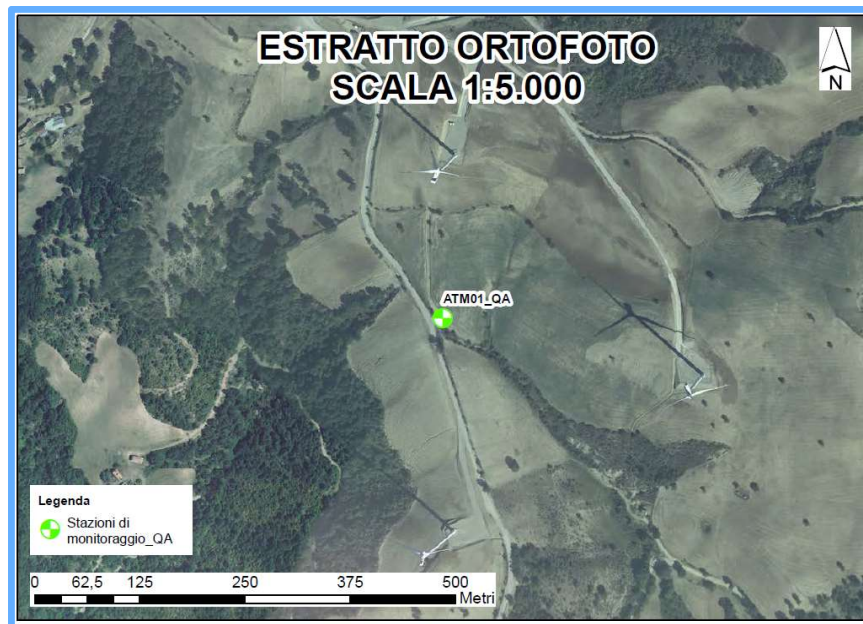 ESTRATTO ORTOFOTO
SCALA 1:5.000
N
ATM01_QA
Legenda
Stazioni di
monitoraggio_QA
0 62,5 125 250 375 500
Metri